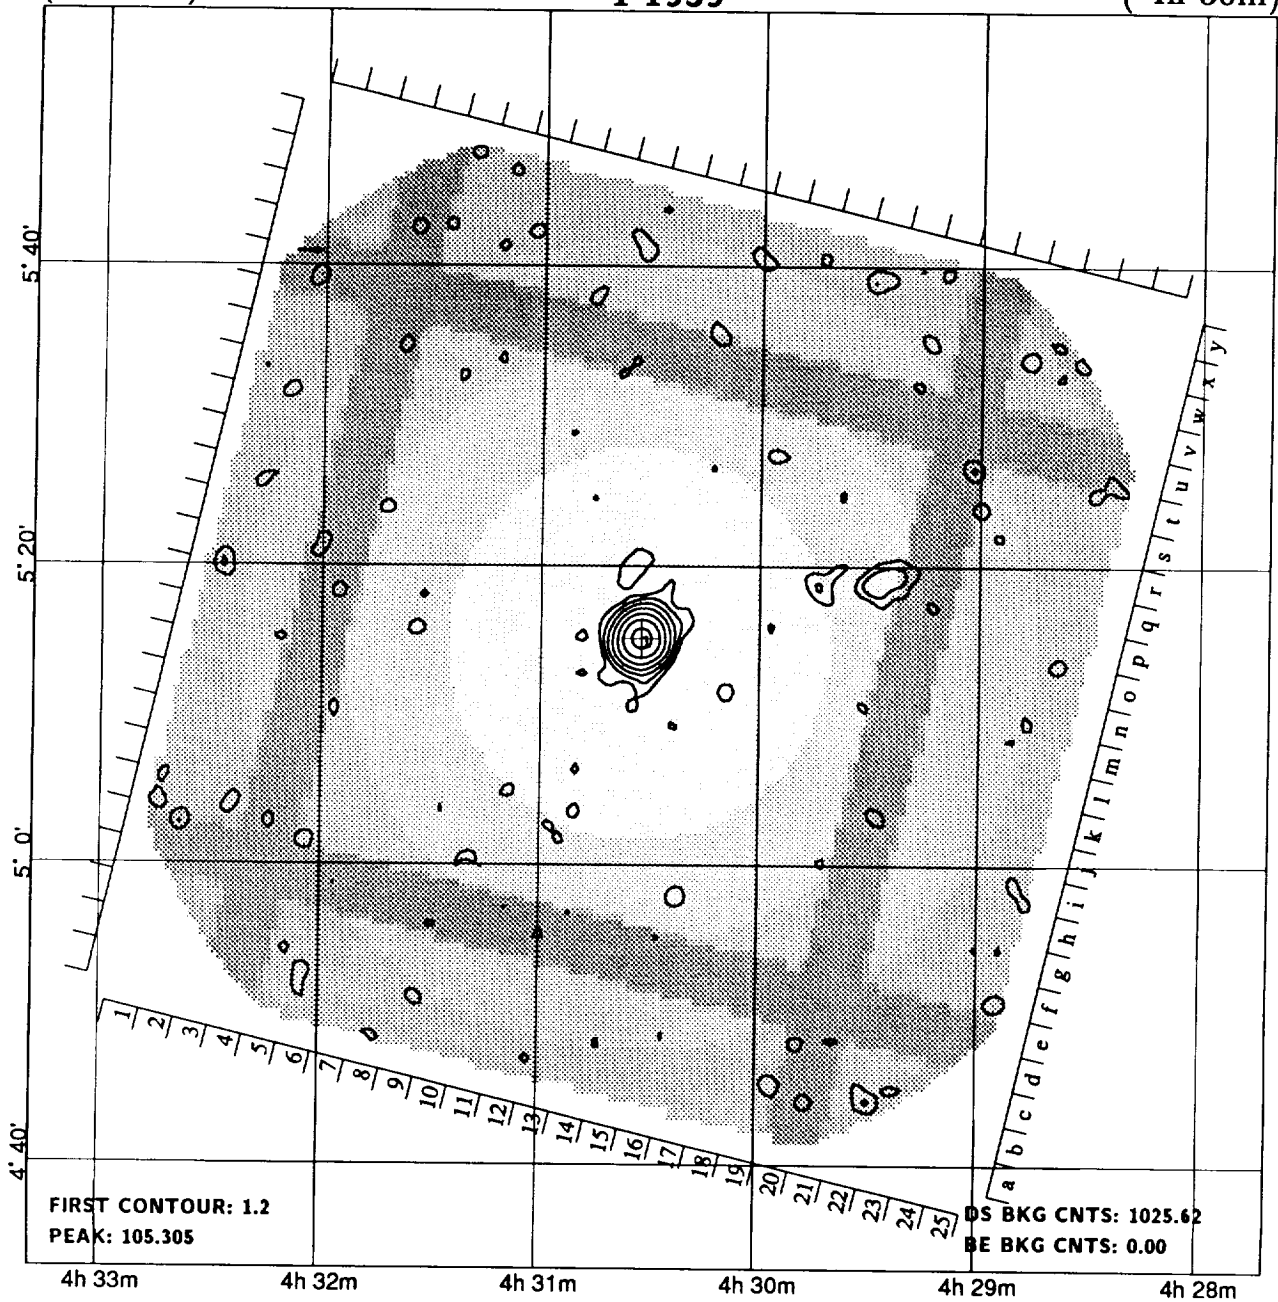 1 1959
5° 40'
5° 20'
5° 0'
4° 40'
y
x
w
v
u
t
s
r
q
p
o
n
m
l
k
j
i
h
g
f
e
d
c
b
a
1 2 3 4 5 6 7 8 9 10 11 12 13 14 15 16 17 18 19 20 21 22 23 24 25
FIRST CONTOUR: 1.2
PEAK: 105.305
DS BKG CNTS: 1025.62
BE BKG CNTS: 0.00
4h 33m 4h 32m 4h 31m 4h 30m 4h 29m 4h 28m